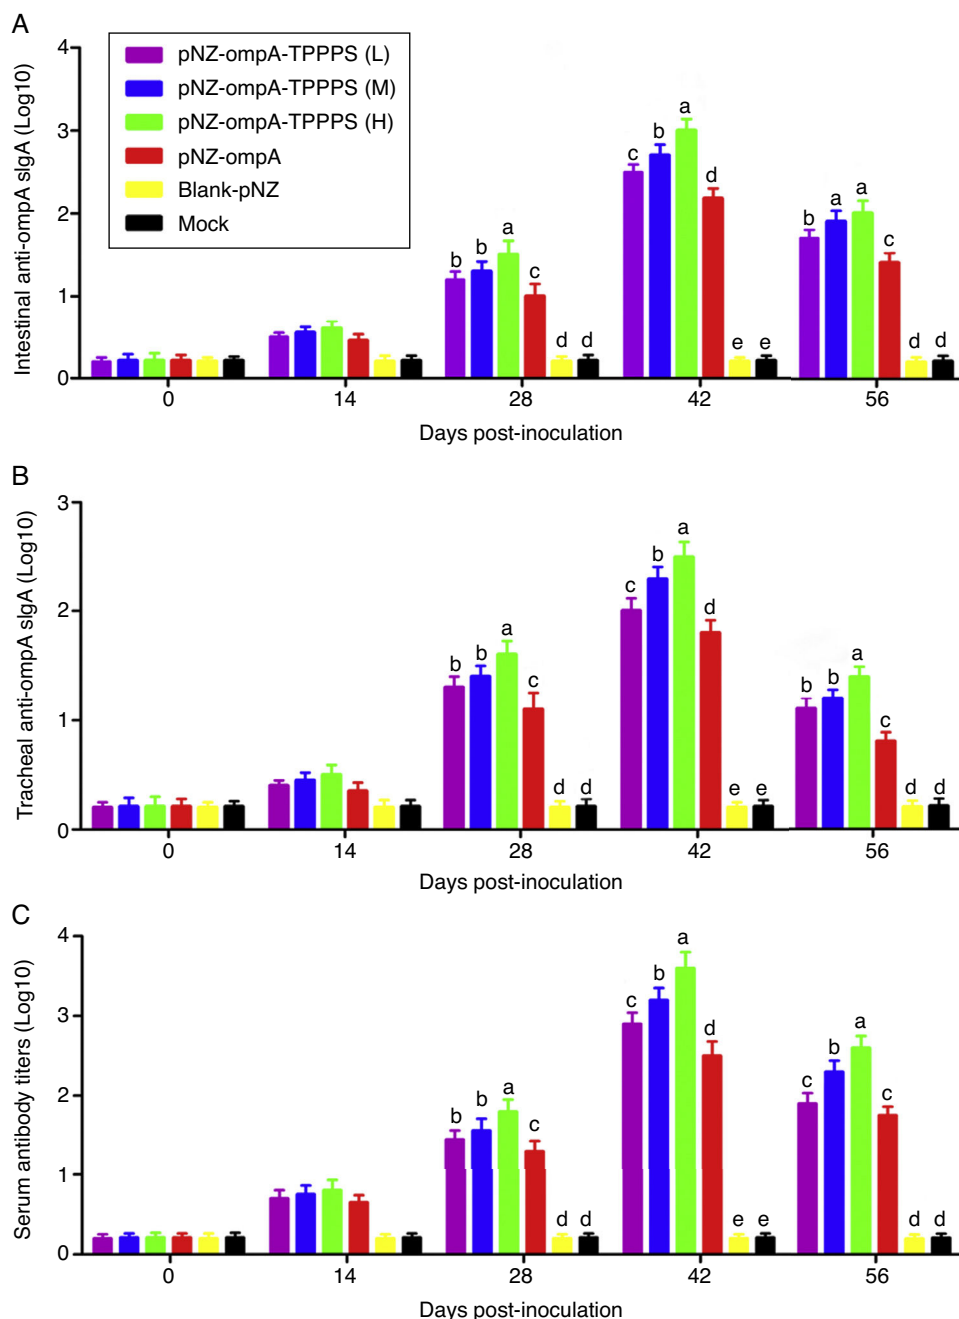 A
Intestinal anti-ompA sIgA (Log10)
pNZ-ompA-TPPPS (L)
pNZ-ompA-TPPPS (M)
pNZ-ompA-TPPPS (H)
pNZ-ompA
Blank-pNZ
Mock
4
3
2
1
0
b b a c d d
c b a d e e
b a a c d d
0 14 28 42 56
Days post-inoculation
B
Tracheal anti-ompA sIgA (Log10)
3
2
1
0
b b a c d d
c b a d e e
b b a c d d
0 14 28 42 56
Days post-inoculation
C
Serum antibody titers (Log10)
4
3
2
1
0
b b a c d d
c b a d e e
c b a c d d
0 14 28 42 56
Days post-inoculation